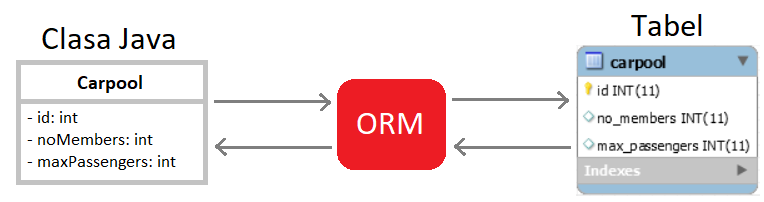 Clasa Java
Carpool
- id: int
- noMembers: int
- maxPassengers: int
ORM
Tabel
carpool
id INT(11)
no_members INT(11)
max_passengers INT(11)
Indexes